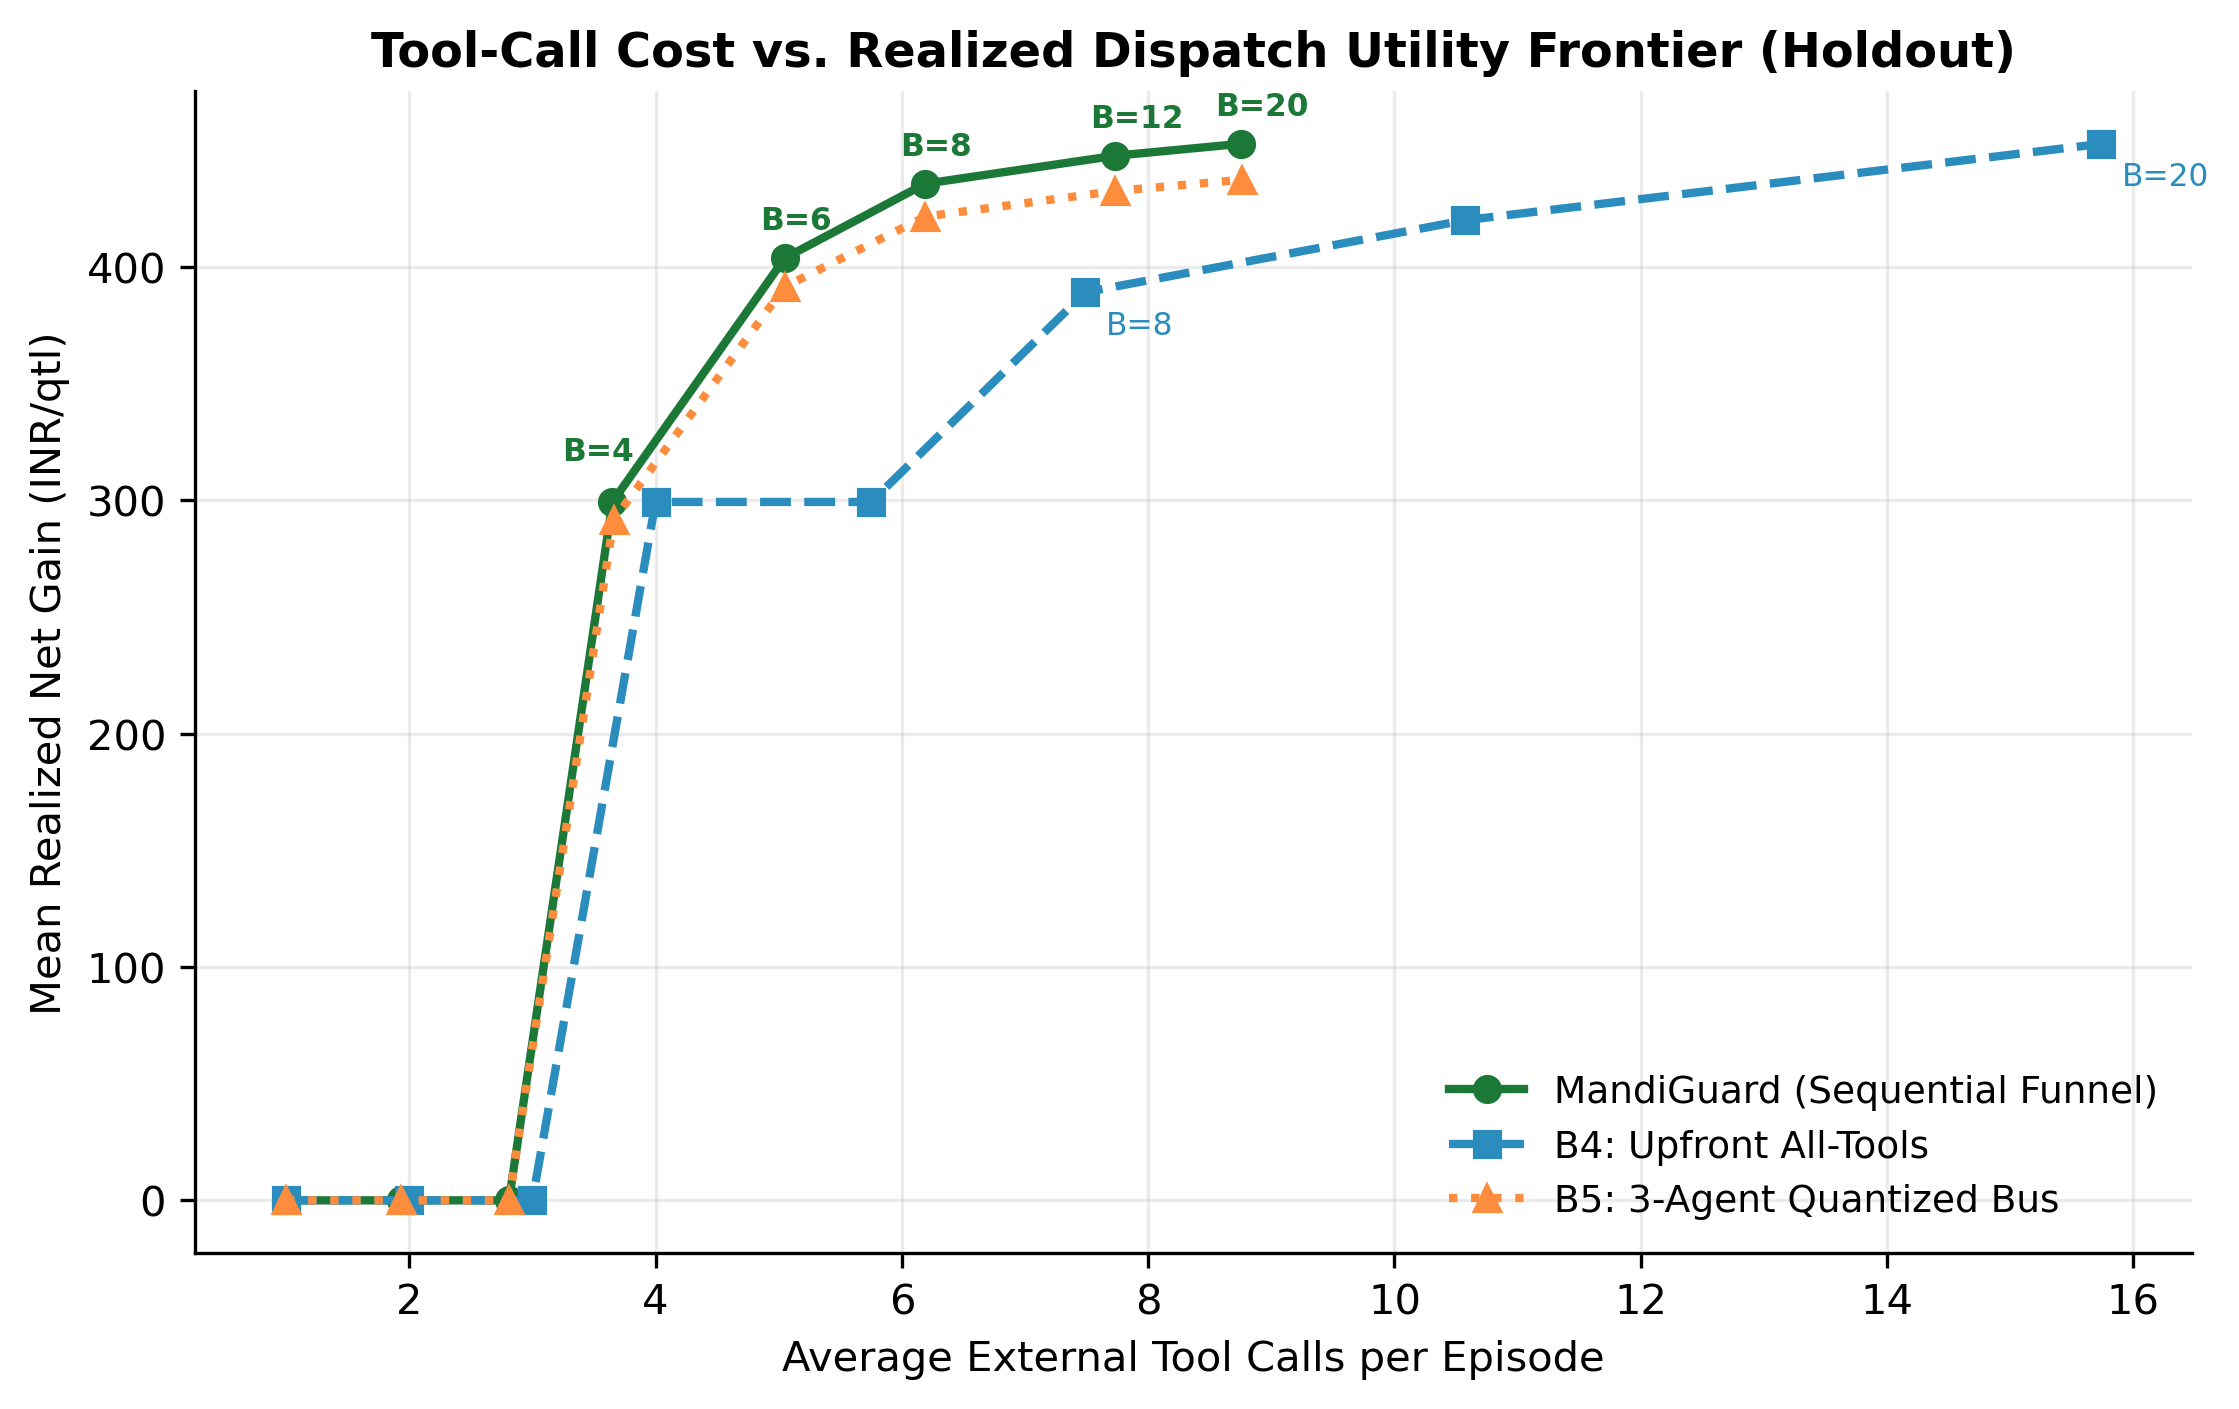 Tool-Call Cost vs. Realized Dispatch Utility Frontier (Holdout)
Mean Realized Net Gain (INR/qtl)
400
300
200
100
0
B=4
B=6
B=8
B=12
B=20
B=8
B=20
MandiGuard (Sequential Funnel)
B4: Upfront All-Tools
B5: 3-Agent Quantized Bus
2
4
6
8
10
12
14
16
Average External Tool Calls per Episode